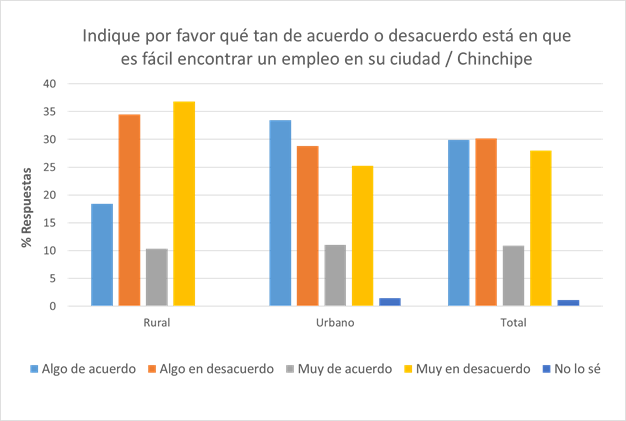 Indique por favor qué tan de acuerdo o desacuerdo está en que
es fácil encontrar un empleo en su ciudad / Chinchipe
% Respuestas
40
35
30
25
20
15
10
5
0
Rural Urbano Total
Algo de acuerdo Algo en desacuerdo Muy de acuerdo Muy en desacuerdo No lo sé